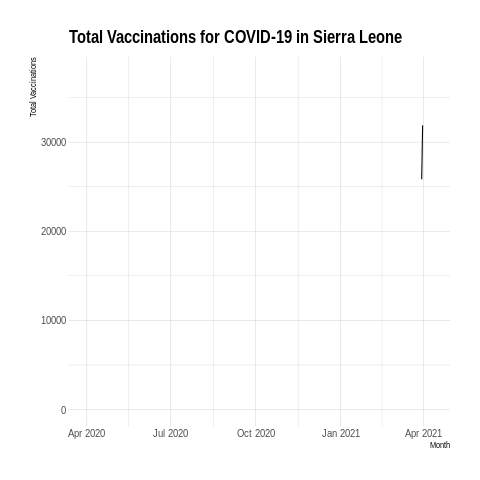 Total Vaccinations for COVID-19 in Sierra Leone
Total Vaccinations
30000
20000
10000
0
Apr 2020 Jul 2020 Oct 2020 Jan 2021 Apr 2021
Month